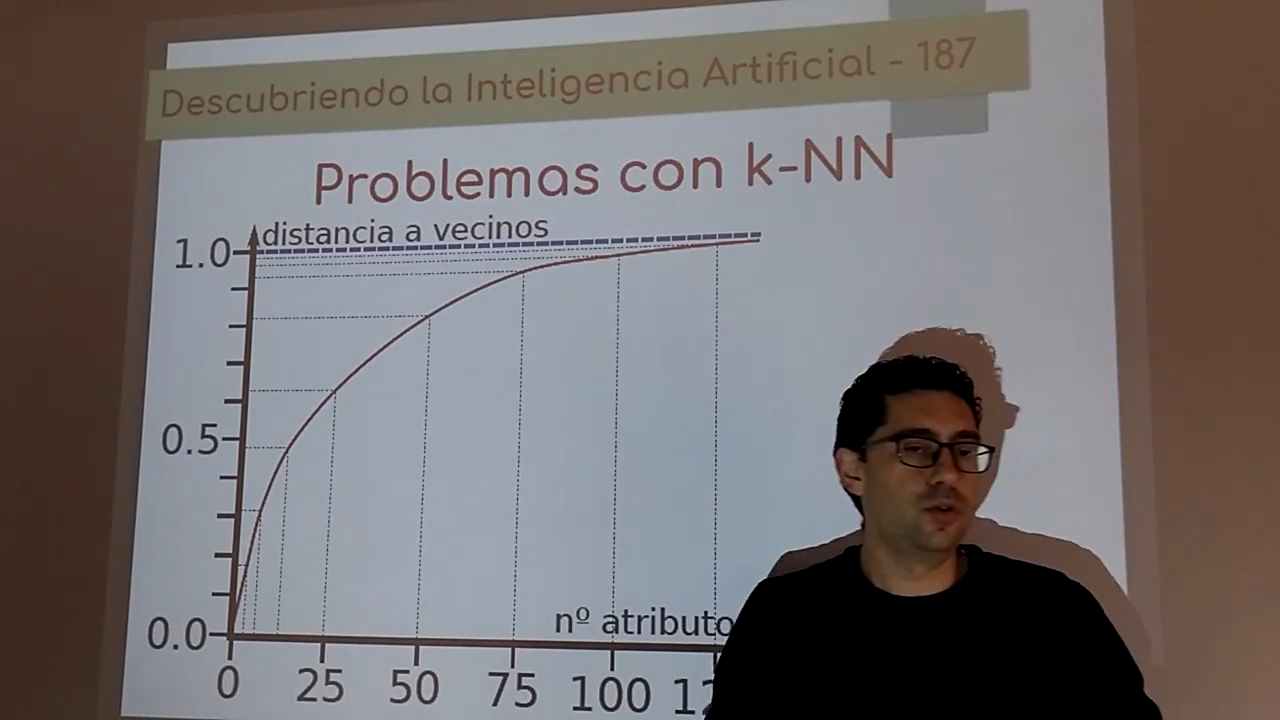 Descubriendo la Inteligencia Artificial - 187
Problemas con k-NN
distancia a vecinos
1.0
0.5
0.0
nº atributo
0 25 50 75 100 12